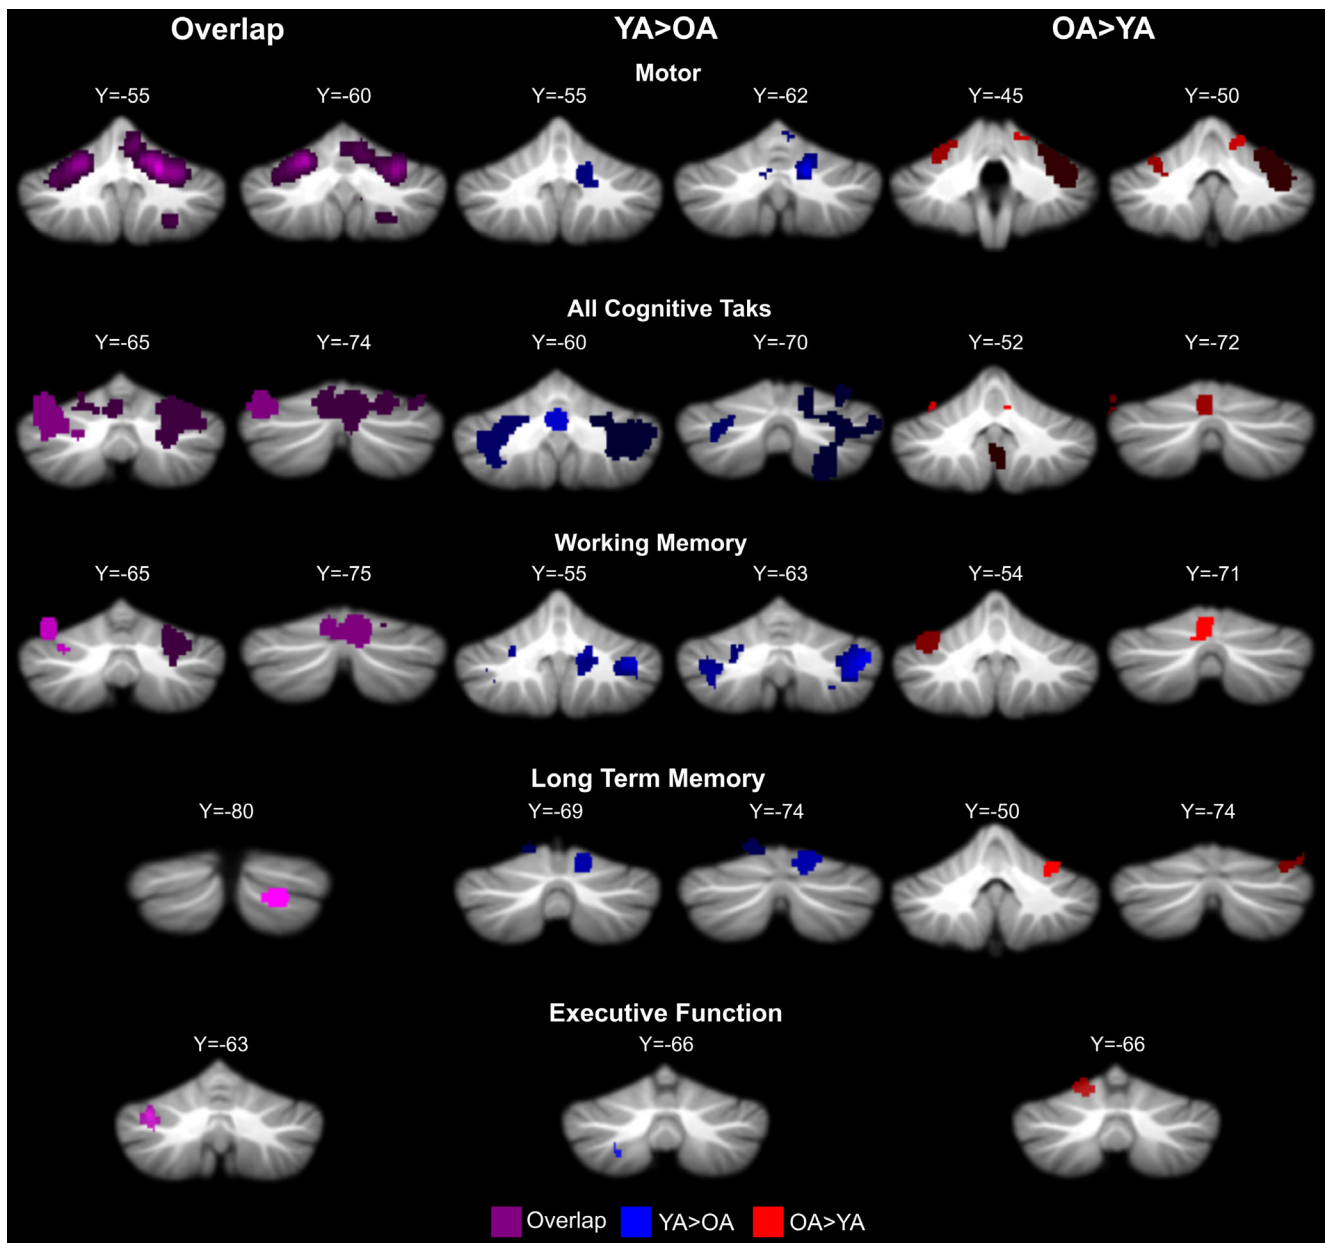 Overlap YA>OA OA>YA
Motor
Y=-55 Y=-60 Y=-55 Y=-62 Y=-45 Y=-50
All Cognitive Taks
Y=-65 Y=-74 Y=-60 Y=-70 Y=-52 Y=-72
Working Memory
Y=-65 Y=-75 Y=-55 Y=-63 Y=-54 Y=-71
Long Term Memory
Y=-80 Y=-69 Y=-74 Y=-50 Y=-74
Executive Function
Y=-63 Y=-66 Y=-66
Overlap YA>OA OA>YA